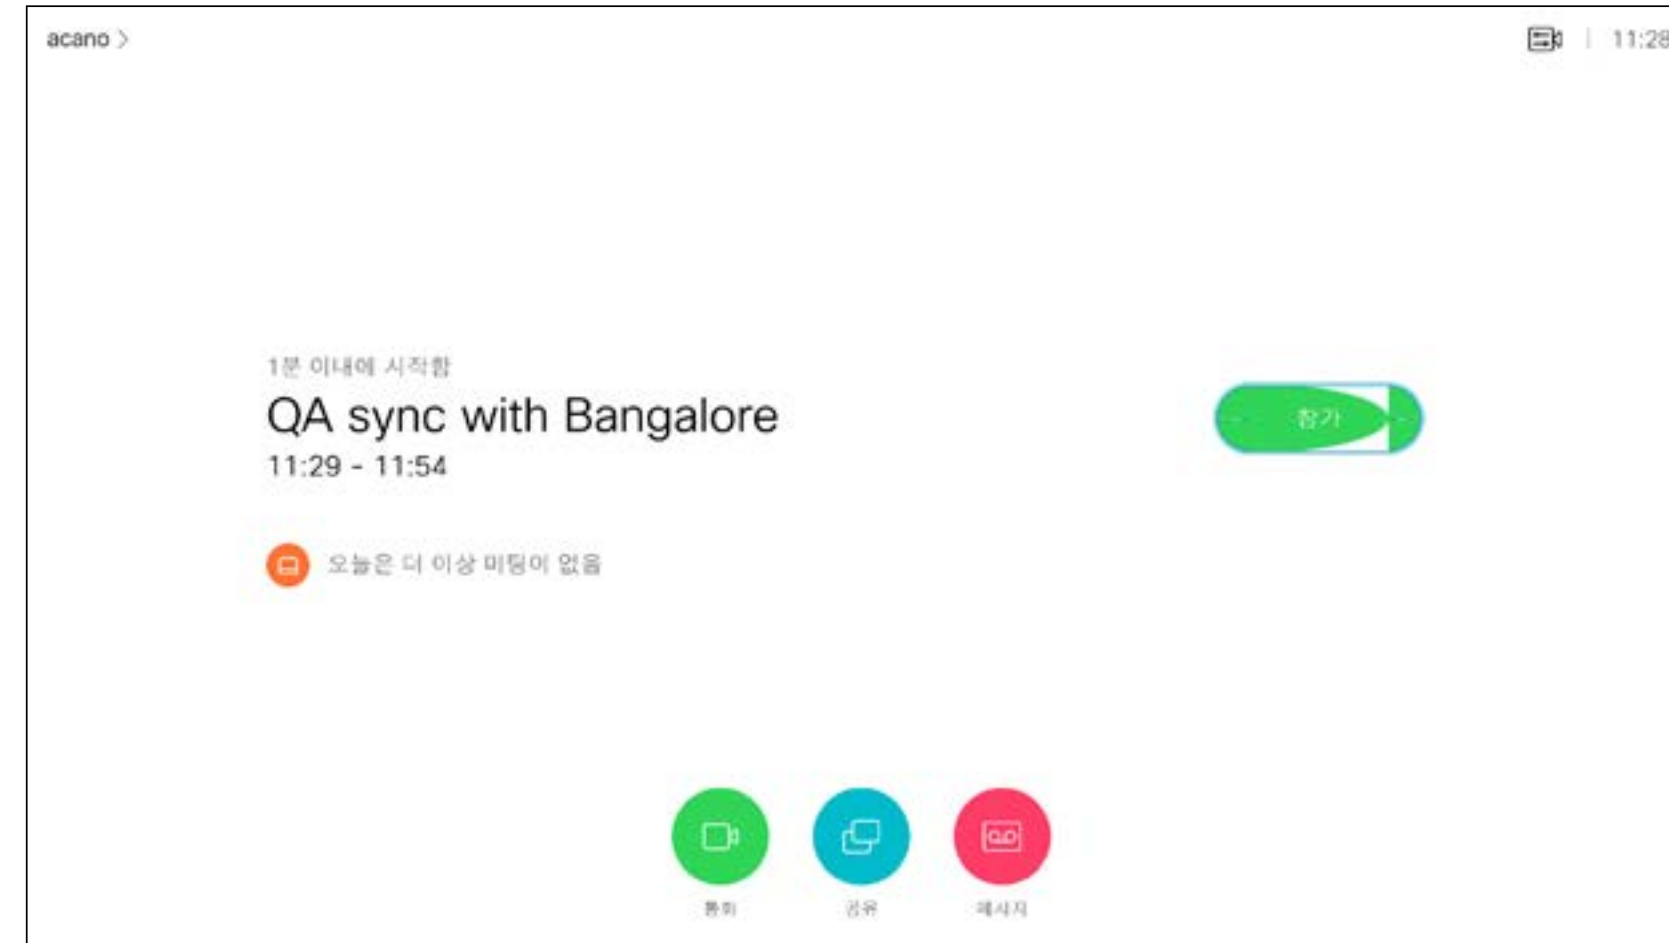 acano >
11:28
1분 이내에 시작함
QA sync with Bangalore
11:29 - 11:54
참가
오늘은 더 이상 미팅이 없음
통화
공유
메시지